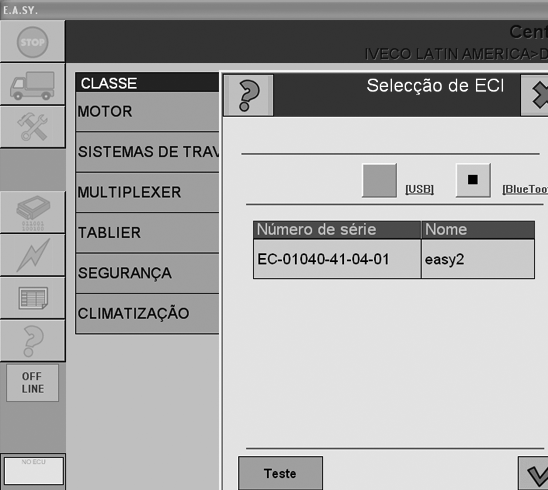 E.A.SY.
STOP
Cent
IVECO LATIN AMERICA>D
CLASSE
MOTOR
SISTEMAS DE TRAV
MULTIPLEXER
TABLIER
SEGURANÇA
CLIMATIZAÇÃO
Selecção de ECI
[USB]
[BlueToot
Número de série
Nome
EC-01040-41-04-01
easy2
OFF
LINE
NO ECU
Teste